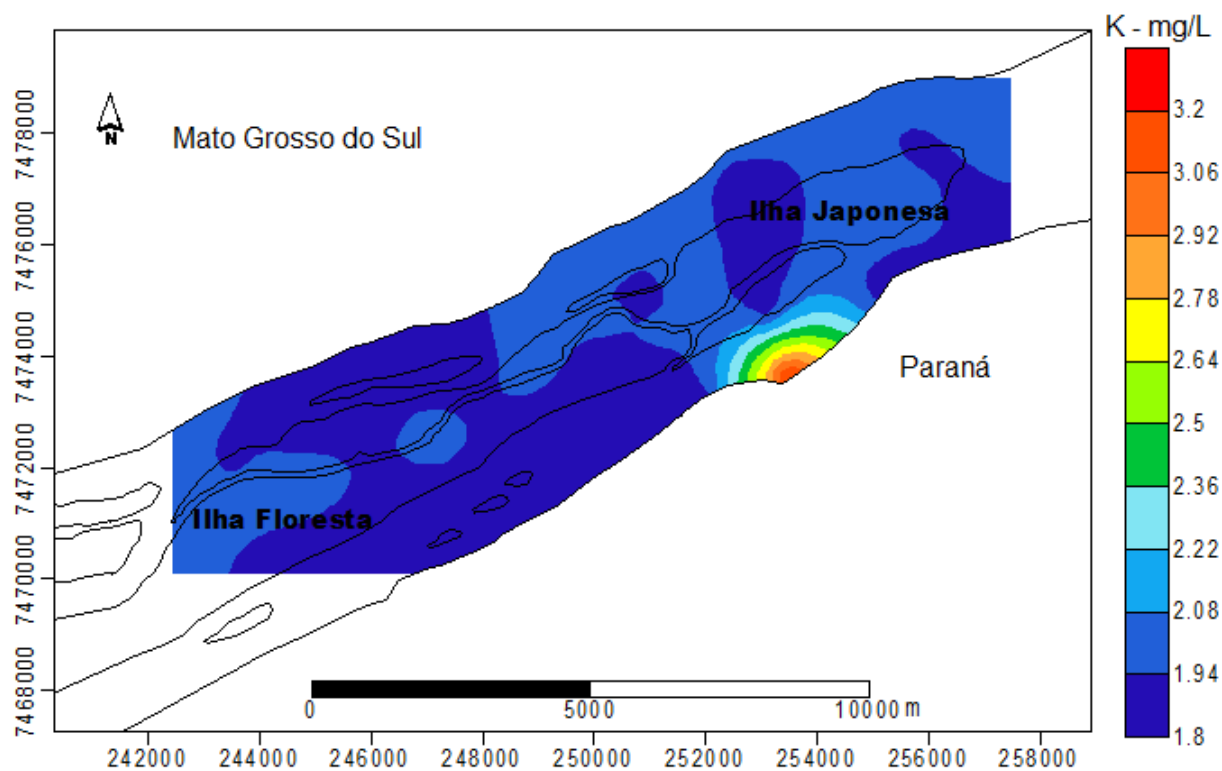 K - mg/L
3.2
3.06
2.92
2.78
2.64
2.5
2.36
2.22
2.08
1.94
1.8
N
Mato Grosso do Sul
Ilha Japonesa
Paraná
Ilha Floresta
0 5000 10000 m
7478000
7476000
7474000
7472000
7470000
7468000
242000 244000 246000 248000 250000 252000 254000 256000 258000